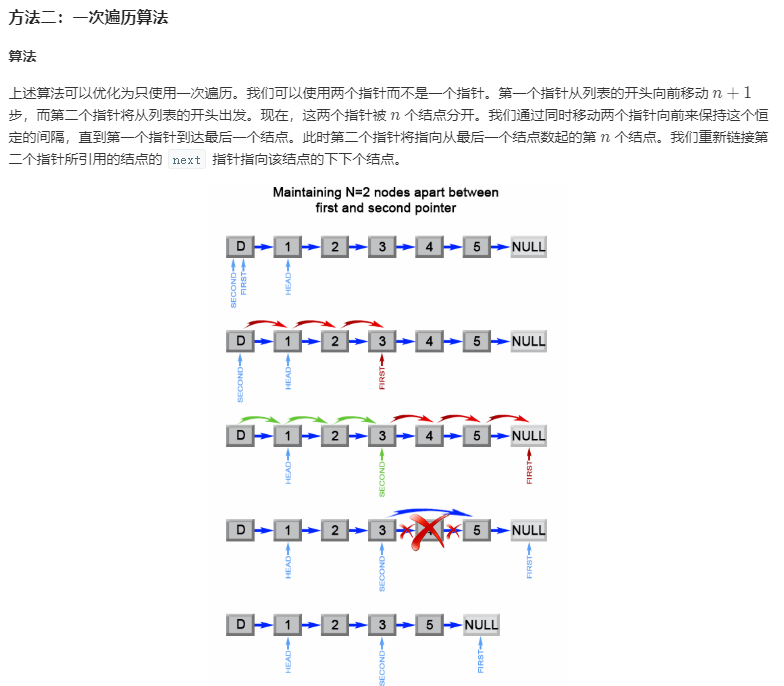 方法二：一次遍历算法
算法
上述算法可以优化为只使用一次遍历。我们可以使用两个指针而不是一个指针。第一个指针从列表的开头向前移动 n + 1
步，而第二个指针将从列表的开头出发。现在，这两个指针被 n 个结点分开。我们通过同时移动两个指针向前来保持这个恒
定的间隔，直到第一个指针到达最后一个结点。此时第二个指针将指向从最后一个结点数起的第 n 个结点。我们重新链接第
二个指针所引用的结点的 next 指针指向该结点的下下个结点。
Maintaining N=2 nodes apart between
first and second pointer
D 1 2 3 4 5 NULL
SECOND FIRST HEAD
D 1 2 3 4 5 NULL
SECOND HEAD FIRST
D 1 2 3 4 5 NULL
HEAD SECOND FIRST
D 1 2 3 4 5 NULL
HEAD SECOND FIRST
D 1 2 3 5 NULL
HEAD SECOND FIRST